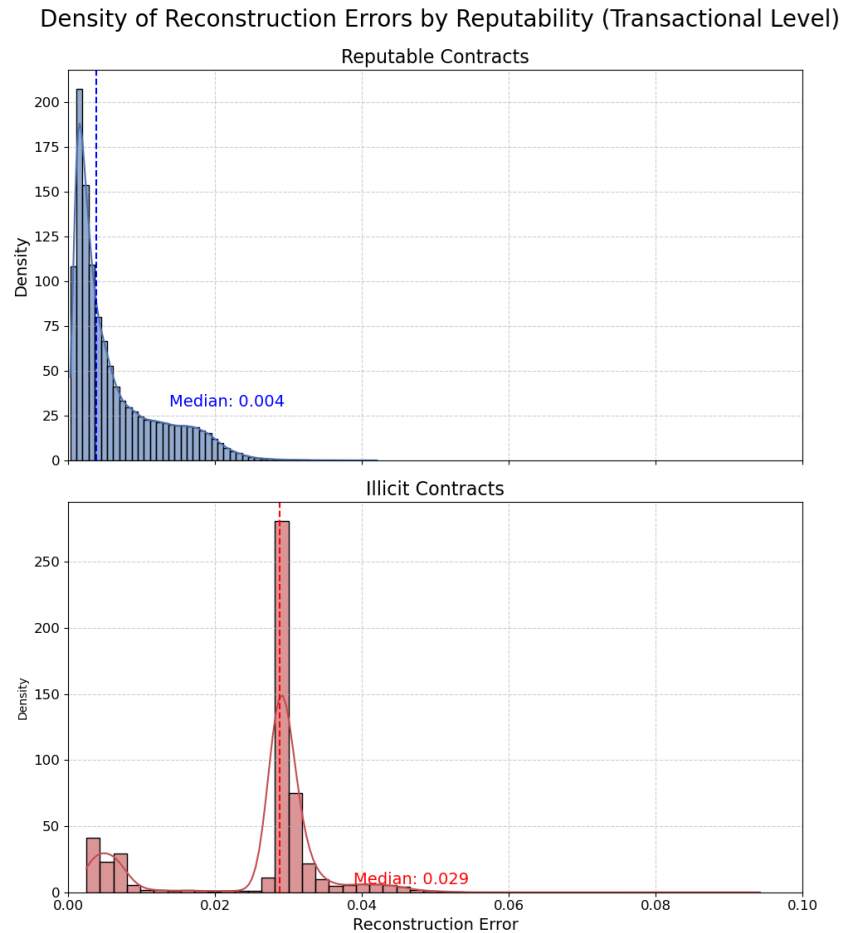 Density of Reconstruction Errors by Reputability (Transactional Level)
Reputable Contracts
200
175
150
125
100
75
50
25
0
Density
Median: 0.004
Illicit Contracts
250
200
150
100
50
0
Density
Median: 0.029
0.00 0.02 0.04 0.06 0.08 0.10
Reconstruction Error